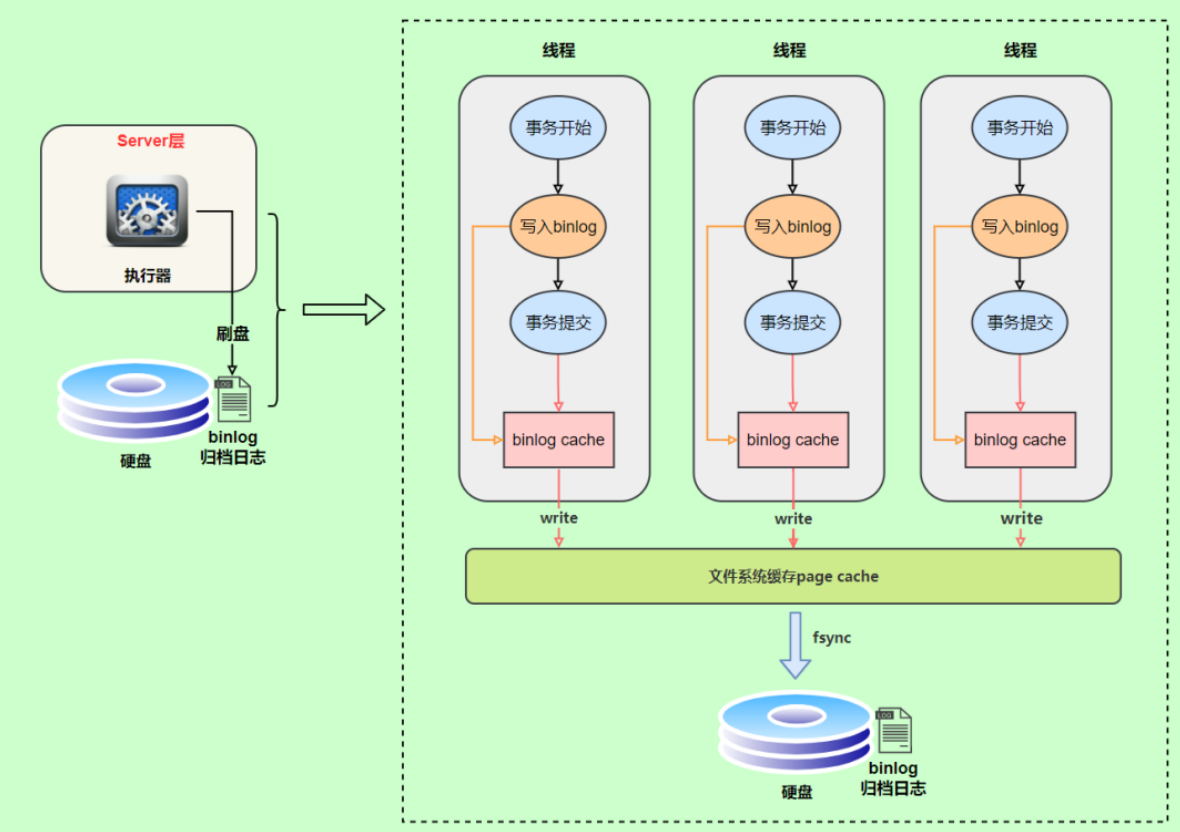 Server层
执行器
刷盘
硬盘
LOG
binlog
归档日志
线程
线程
线程
事务开始
事务开始
事务开始
写入binlog
写入binlog
写入binlog
事务提交
事务提交
事务提交
binlog cache
binlog cache
binlog cache
write
write
write
文件系统缓存page cache
fsync
硬盘
LOG
binlog
归档日志